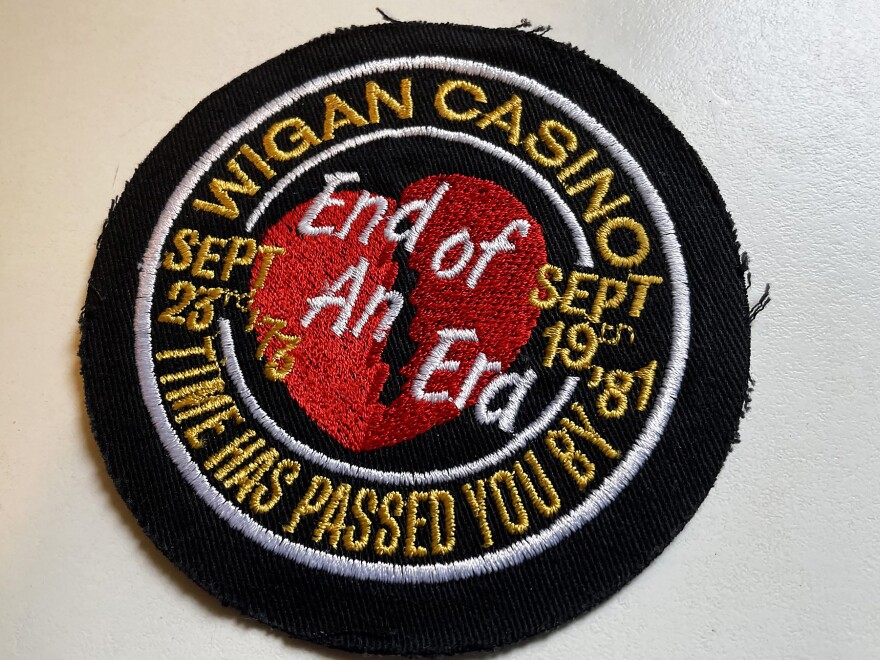 WIGAN CASINO
End of
An
Era
SEPT
23rd '73
SEPT
19th
'81
TIME HAS PASSED YOU BY